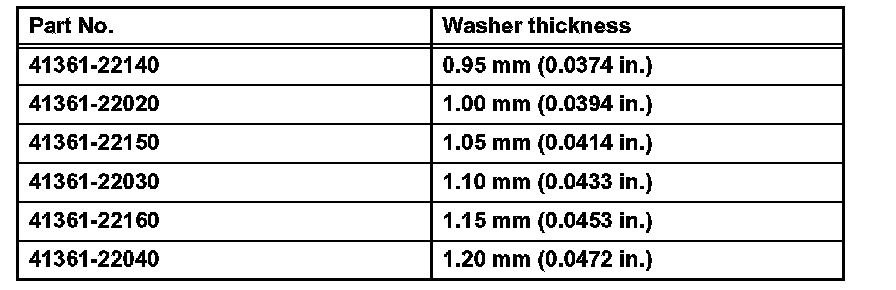 Part No. Washer thickness
41361-22140 0.95 mm (0.0374 in.)
41361-22020 1.00 mm (0.0394 in.)
41361-22150 1.05 mm (0.0414 in.)
41361-22030 1.10 mm (0.0433 in.)
41361-22160 1.15 mm (0.0453 in.)
41361-22040 1.20 mm (0.0472 in.)